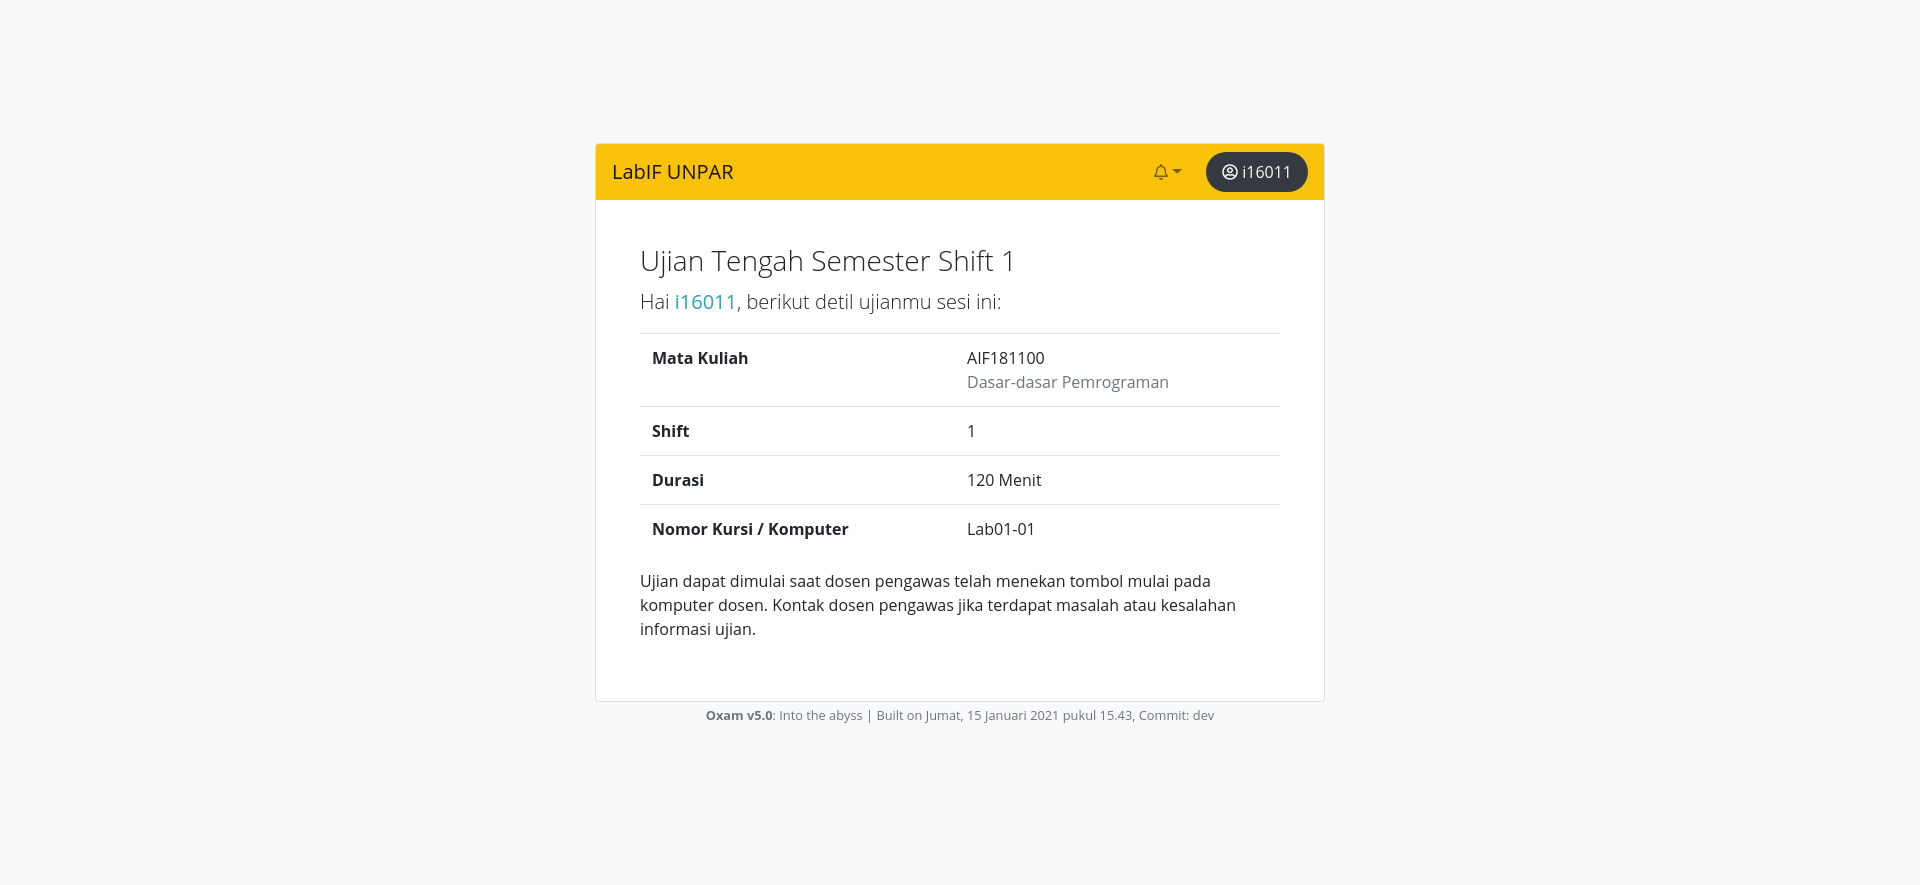 LabIF UNPAR
i16011
Ujian Tengah Semester Shift 1
Hai i16011, berikut detil ujianmu sesi ini:
Mata Kuliah
AIF181100
Dasar-dasar Pemrograman
Shift
1
Durasi
120 Menit
Nomor Kursi / Komputer
Lab01-01
Ujian dapat dimulai saat dosen pengawas telah menekan tombol mulai pada
komputer dosen. Kontak dosen pengawas jika terdapat masalah atau kesalahan
informasi ujian.
Oxam v5.0: Into the abyss | Built on Jumat, 15 Januari 2021 pukul 15.43, Commit: dev